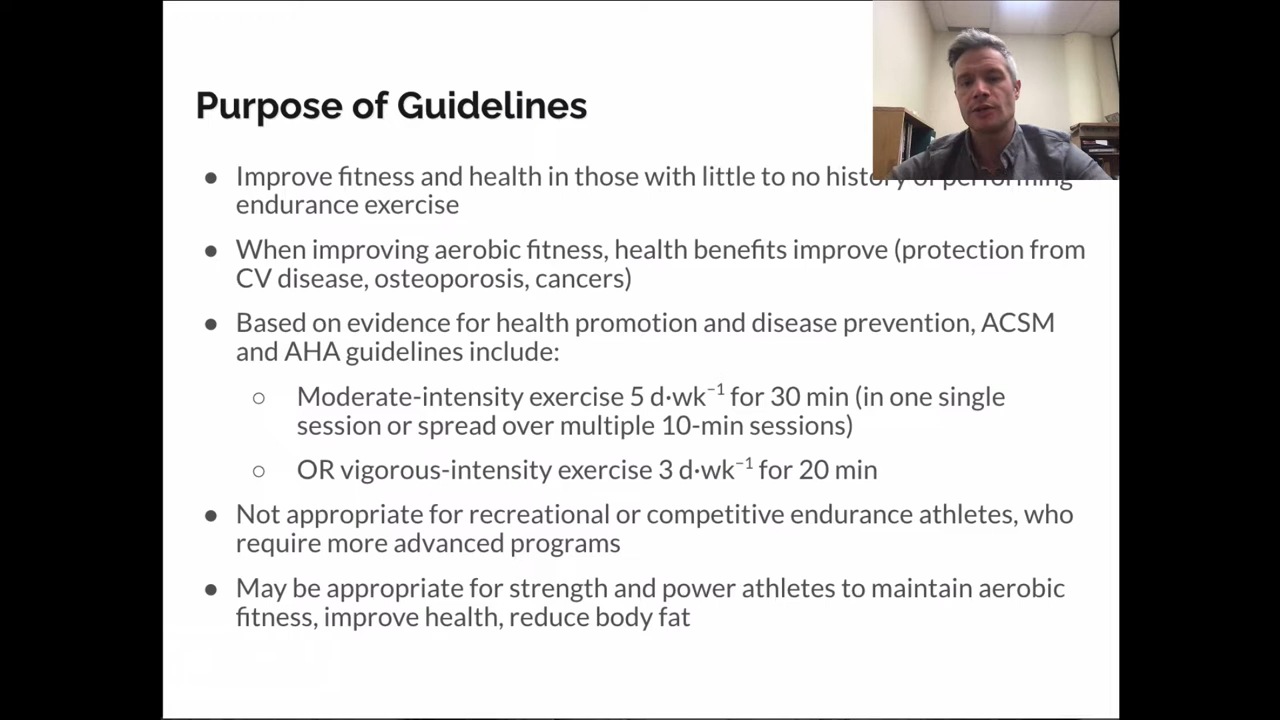 Purpose of Guidelines
● Improve fitness and health in those with little to no history of performing
endurance exercise
● When improving aerobic fitness, health benefits improve (protection from
CV disease, osteoporosis, cancers)
● Based on evidence for health promotion and disease prevention, ACSM
and AHA guidelines include:
○ Moderate-intensity exercise 5 d·wk⁻¹ for 30 min (in one single
session or spread over multiple 10-min sessions)
○ OR vigorous-intensity exercise 3 d·wk⁻¹ for 20 min
● Not appropriate for recreational or competitive endurance athletes, who
require more advanced programs
● May be appropriate for strength and power athletes to maintain aerobic
fitness, improve health, reduce body fat